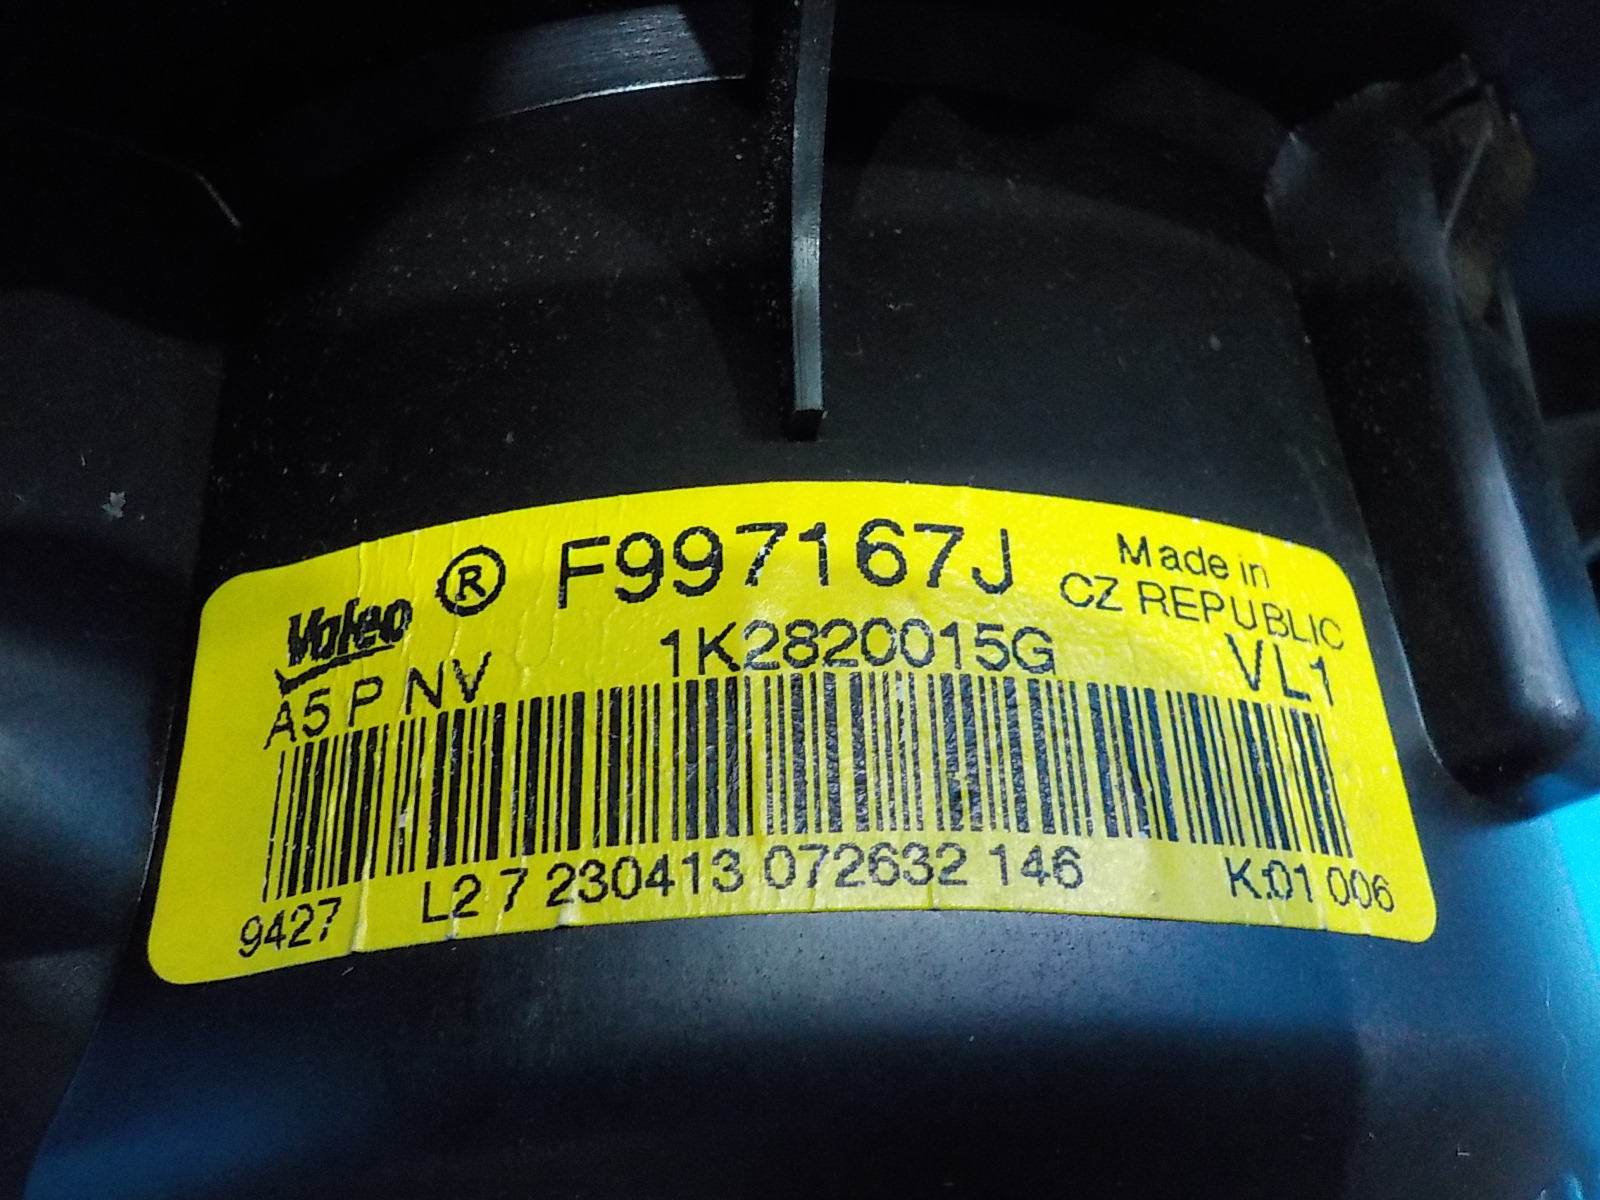 Valeo ® F997167J Made in
CZ REPUBLIC
A5 P NV 1K2820015G VL1
9427 L2 7 230413 072632 146 K:01 006